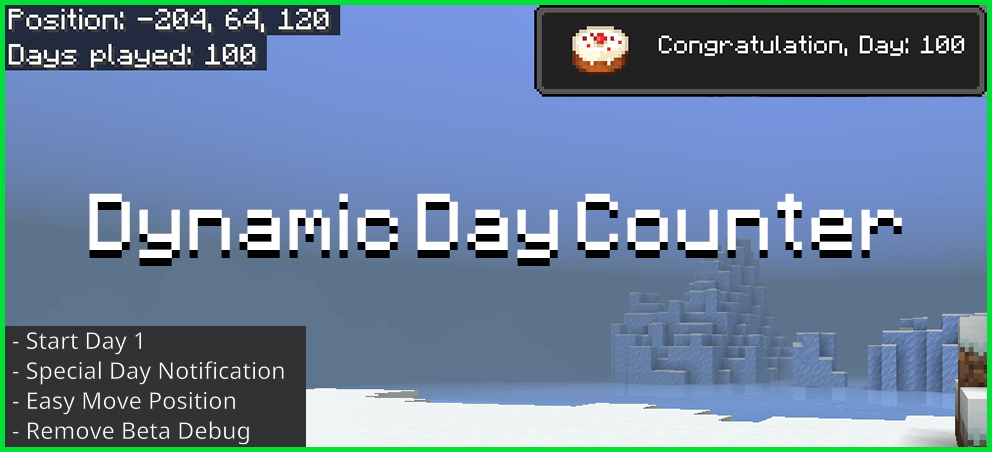 Position: -204, 64, 120
Days played: 100
Congratulation, Day: 100
Dynamic Day Counter
- Start Day 1
- Special Day Notification
- Easy Move Position
- Remove Beta Debug